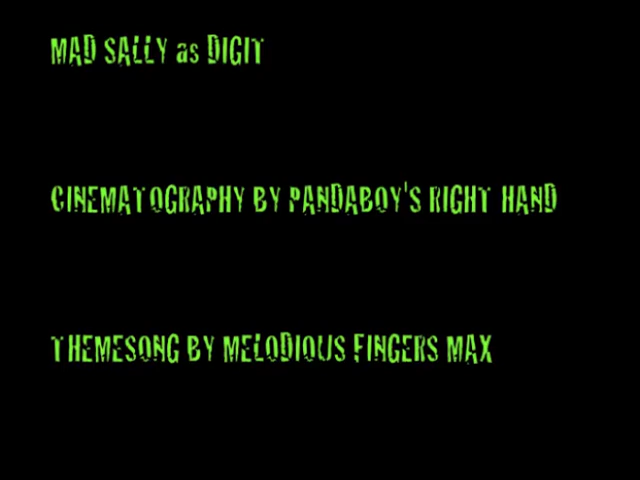 MAD SALLY as DIGIT
CINEMATOGRAPHY BY PANDABOY'S RIGHT HAND
THEMESONG BY MELODIOUS FINGERS MAX